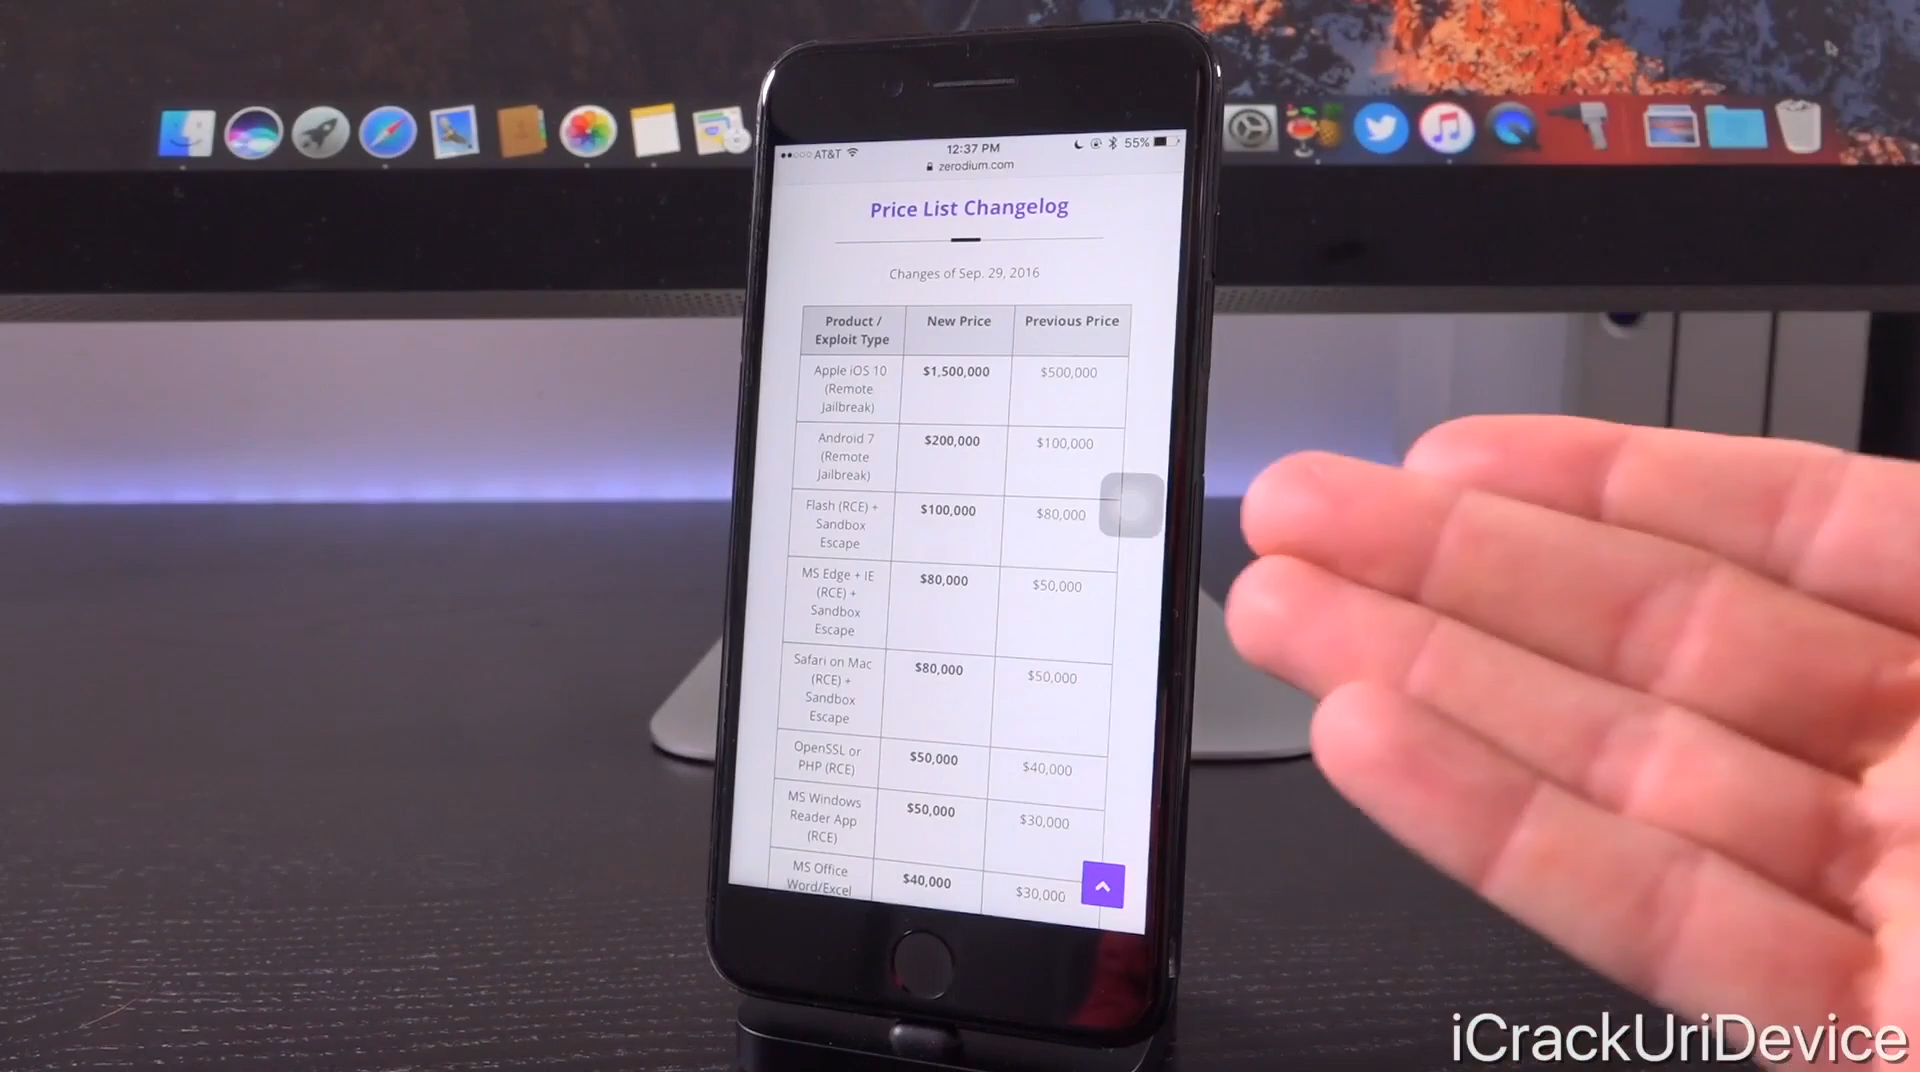 AT&T
12:37 PM
55%
zerodium.com
Price List Changelog
Changes of Sep. 29, 2016
Product /
Exploit Type
New Price
Previous Price
Apple iOS 10
(Remote
Jailbreak)
$1,500,000
$500,000
Android 7
(Remote
Jailbreak)
$200,000
$100,000
Flash (RCE) +
Sandbox
Escape
$100,000
$80,000
MS Edge + IE
(RCE) +
Sandbox
Escape
$80,000
$50,000
Safari on Mac
(RCE) +
Sandbox
Escape
$80,000
$50,000
OpenSSL or
PHP (RCE)
$50,000
$40,000
MS Windows
Reader App
(RCE)
$50,000
$30,000
MS Office
Word/Excel
$40,000
$30,000
iCrackUriDevice